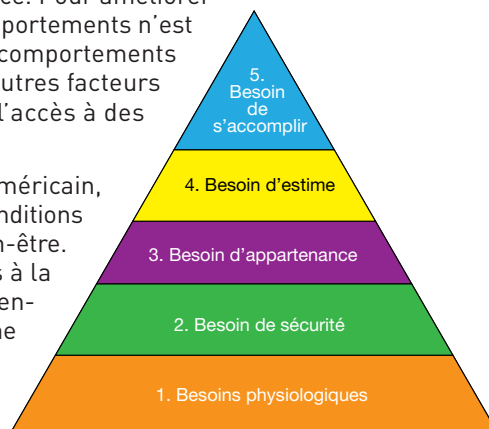 ce. Pour améliorer
portements n’est
comportements
utres facteurs
l’accès à des
méricain,
nditions
n-être.
s à la
en-
ne
5.
Besoin
de
s’accomplir
4. Besoin d’estime
3. Besoin d’appartenance
2. Besoin de sécurité
1. Besoins physiologiques